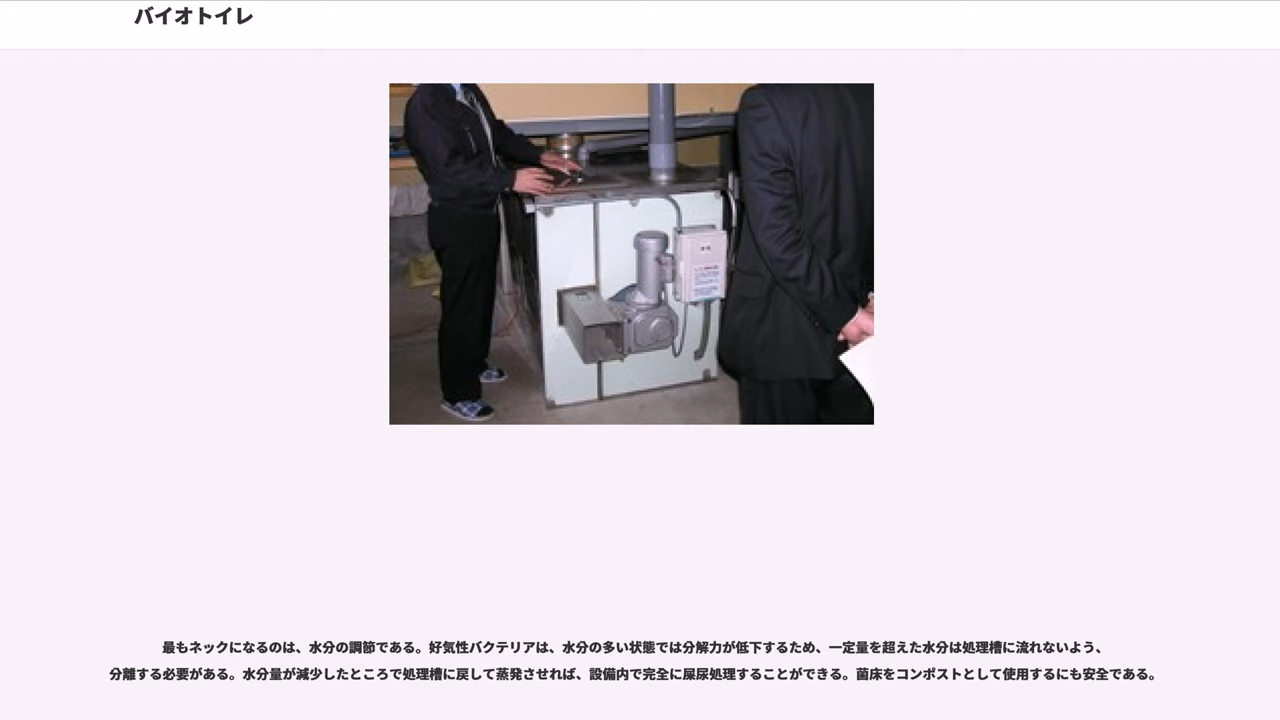 バイオトイレ
最もネックになるのは、水分の調節である。好気性バクテリアは、水分の多い状態では分解力が低下するため、一定量を超えた水分は処理槽に流れないよう、
分離する必要がある。水分量が減少したところで処理槽に戻して蒸発させれば、設備内で完全に屎尿処理することができる。菌床をコンポストとして使用するにも安全である。